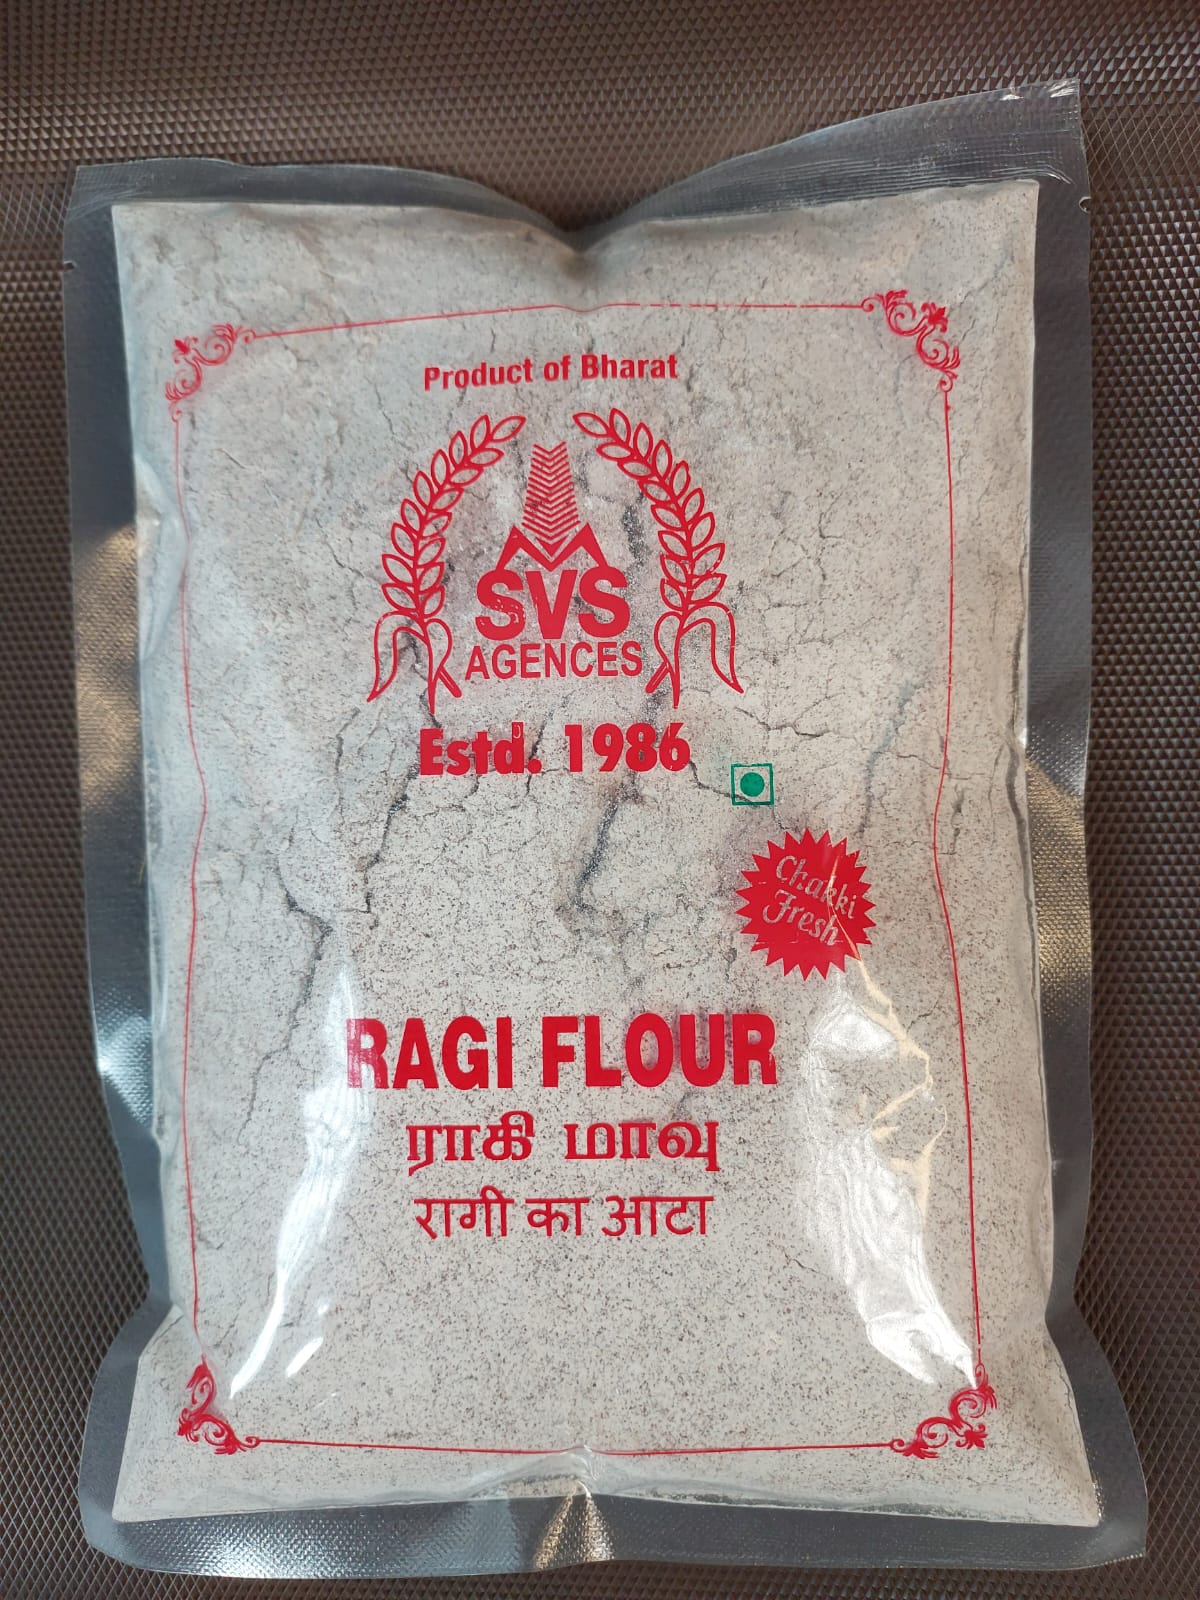 Product of Bharat
SVS
AGENCES
Estd. 1986
Chakki
Fresh
RAGI FLOUR
ராகி மாவு
रागी का आटा